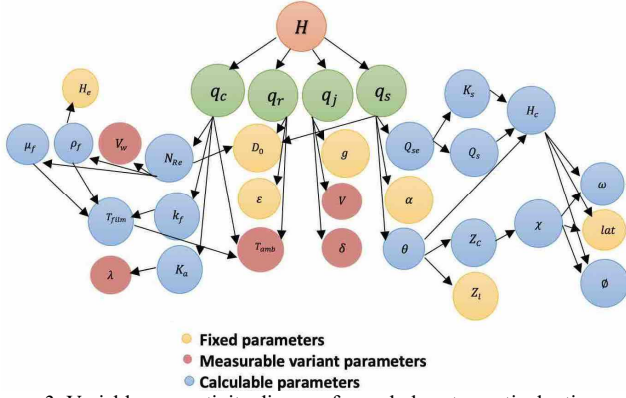 H
q_c q_r q_j q_s
H_e K_s H_c
μ_f ρ_f V_w N_Re D_0 g Q_se Q_s
ω
T_film k_f ε V α χ lat
T_amb δ θ Z_C
λ K_a Z_l ∅
Fixed parameters
Measurable variant parameters
Calculable parameters